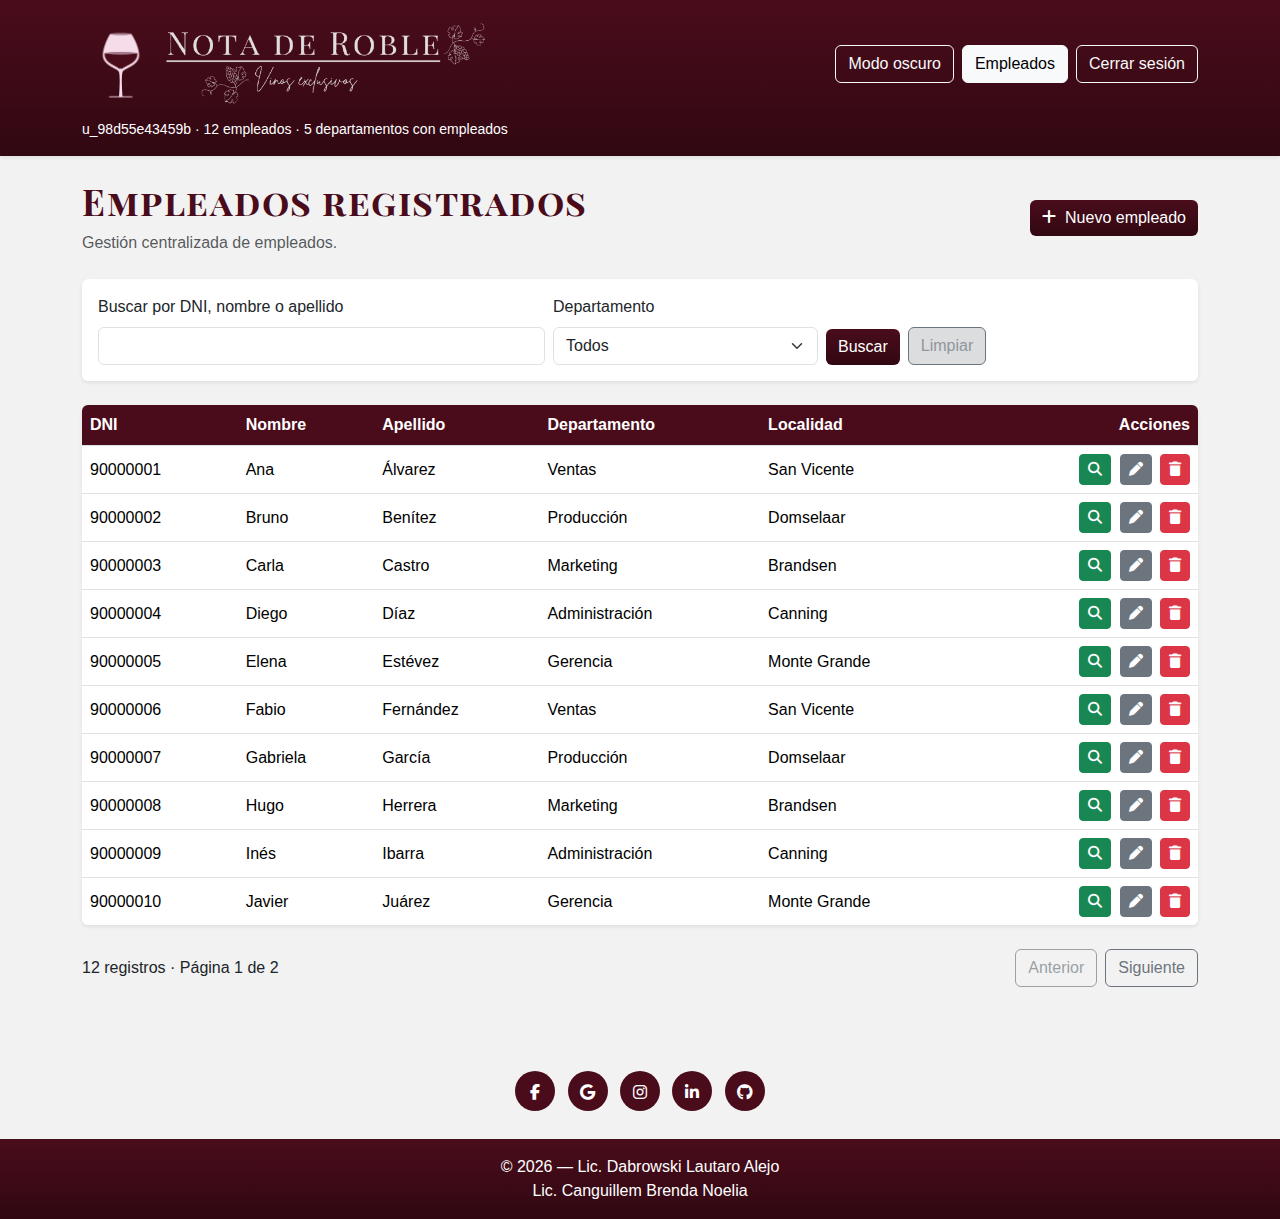 NOTA DE ROBLE
Vinos exclusivos
Modo oscuro
Empleados
Cerrar sesión
u_98d55e43459b · 12 empleados · 5 departamentos con empleados
EMPLEADOS REGISTRADOS
Gestión centralizada de empleados.
+ Nuevo empleado
Buscar por DNI, nombre o apellido
Departamento
Todos
Buscar
Limpiar
DNI Nombre Apellido Departamento Localidad Acciones
90000001 Ana Álvarez Ventas San Vicente
90000002 Bruno Benítez Producción Domselaar
90000003 Carla Castro Marketing Brandsen
90000004 Diego Díaz Administración Canning
90000005 Elena Estévez Gerencia Monte Grande
90000006 Fabio Fernández Ventas San Vicente
90000007 Gabriela García Producción Domselaar
90000008 Hugo Herrera Marketing Brandsen
90000009 Inés Ibarra Administración Canning
90000010 Javier Juárez Gerencia Monte Grande
12 registros · Página 1 de 2
Anterior
Siguiente
© 2026 — Lic. Dabrowski Lautaro Alejo
Lic. Canguillem Brenda Noelia